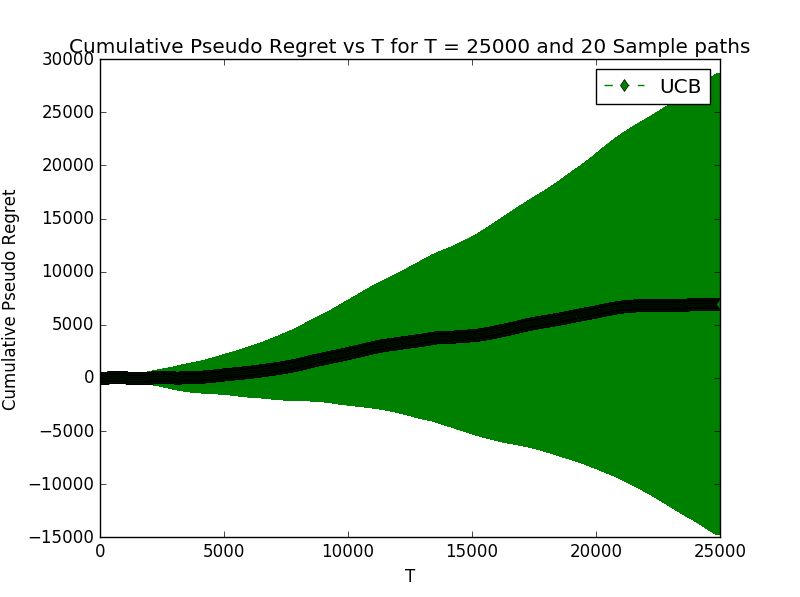 Cumulative Pseudo Regret vs T for T = 25000 and 20 Sample paths
UCB
Cumulative Pseudo Regret
30000
25000
20000
15000
10000
5000
0
−5000
−10000
−15000
0 5000 10000 15000 20000 25000
T